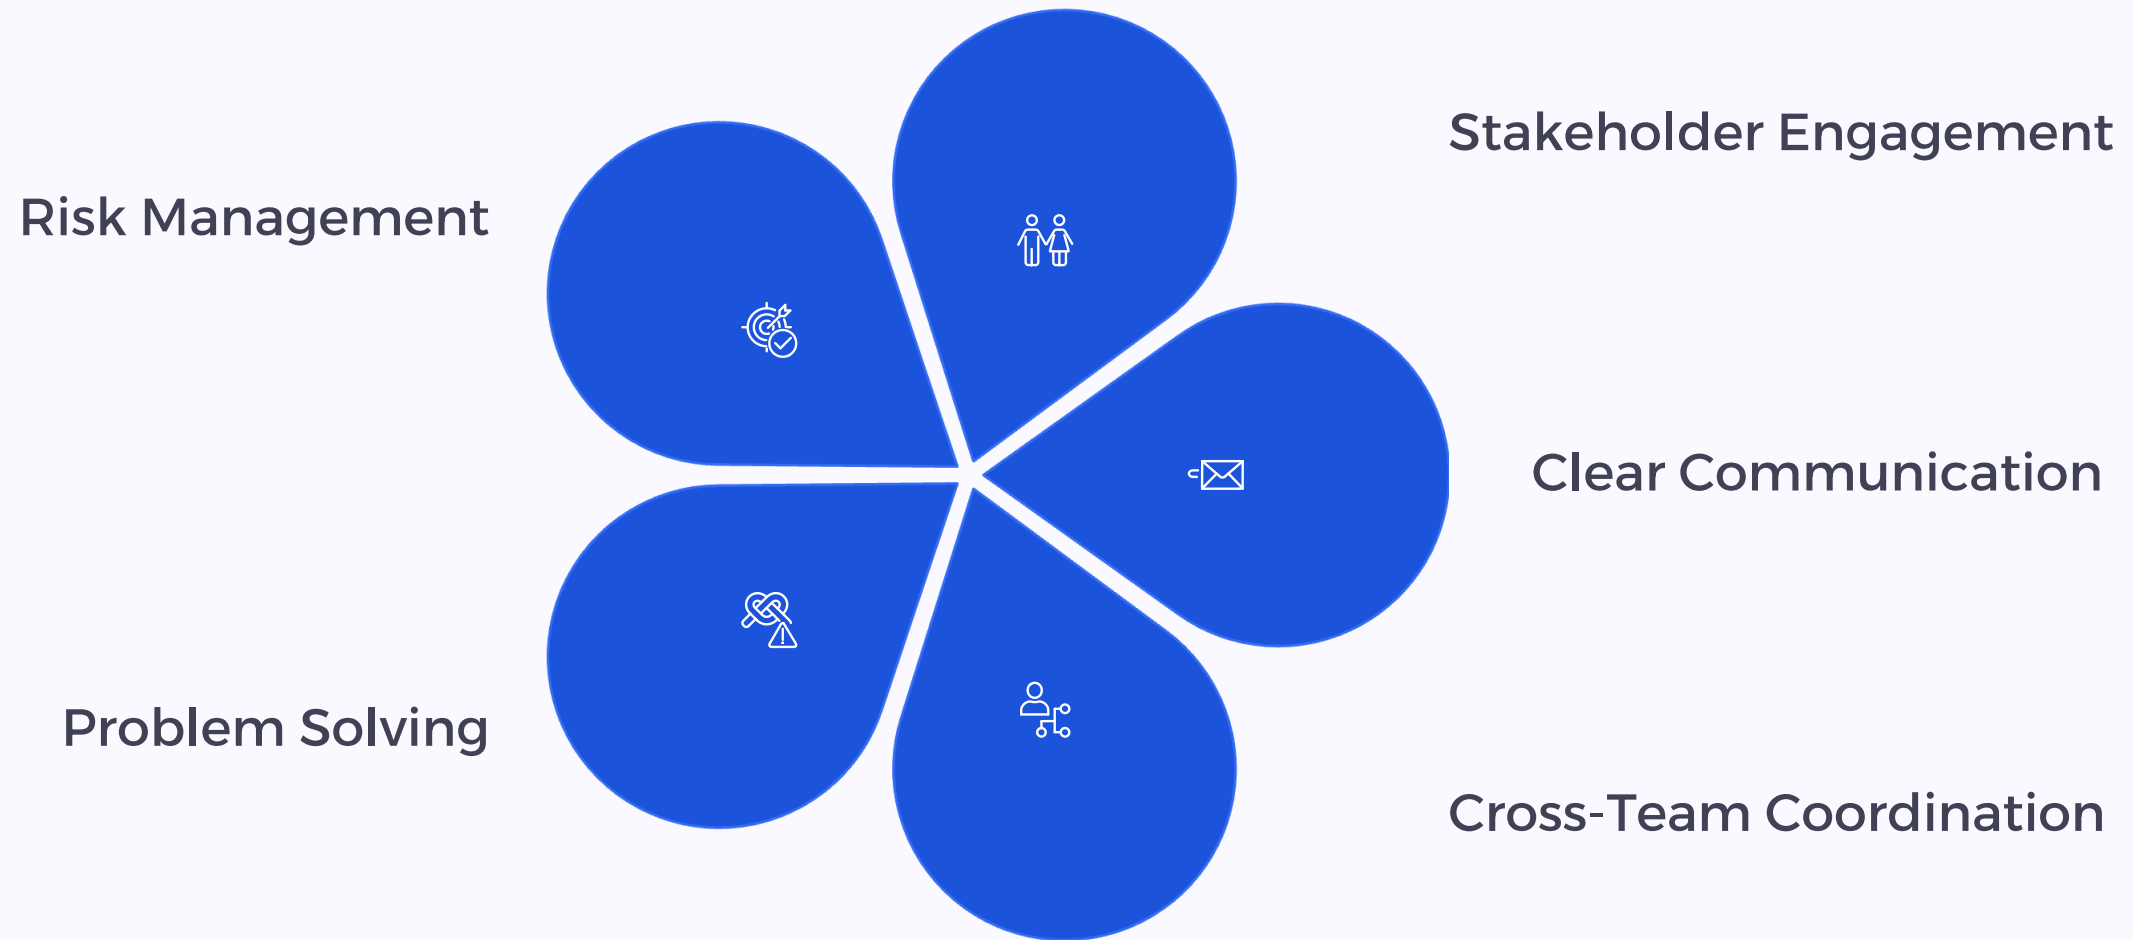 Stakeholder Engagement
Risk Management
Clear Communication
Problem Solving
Cross-Team Coordination